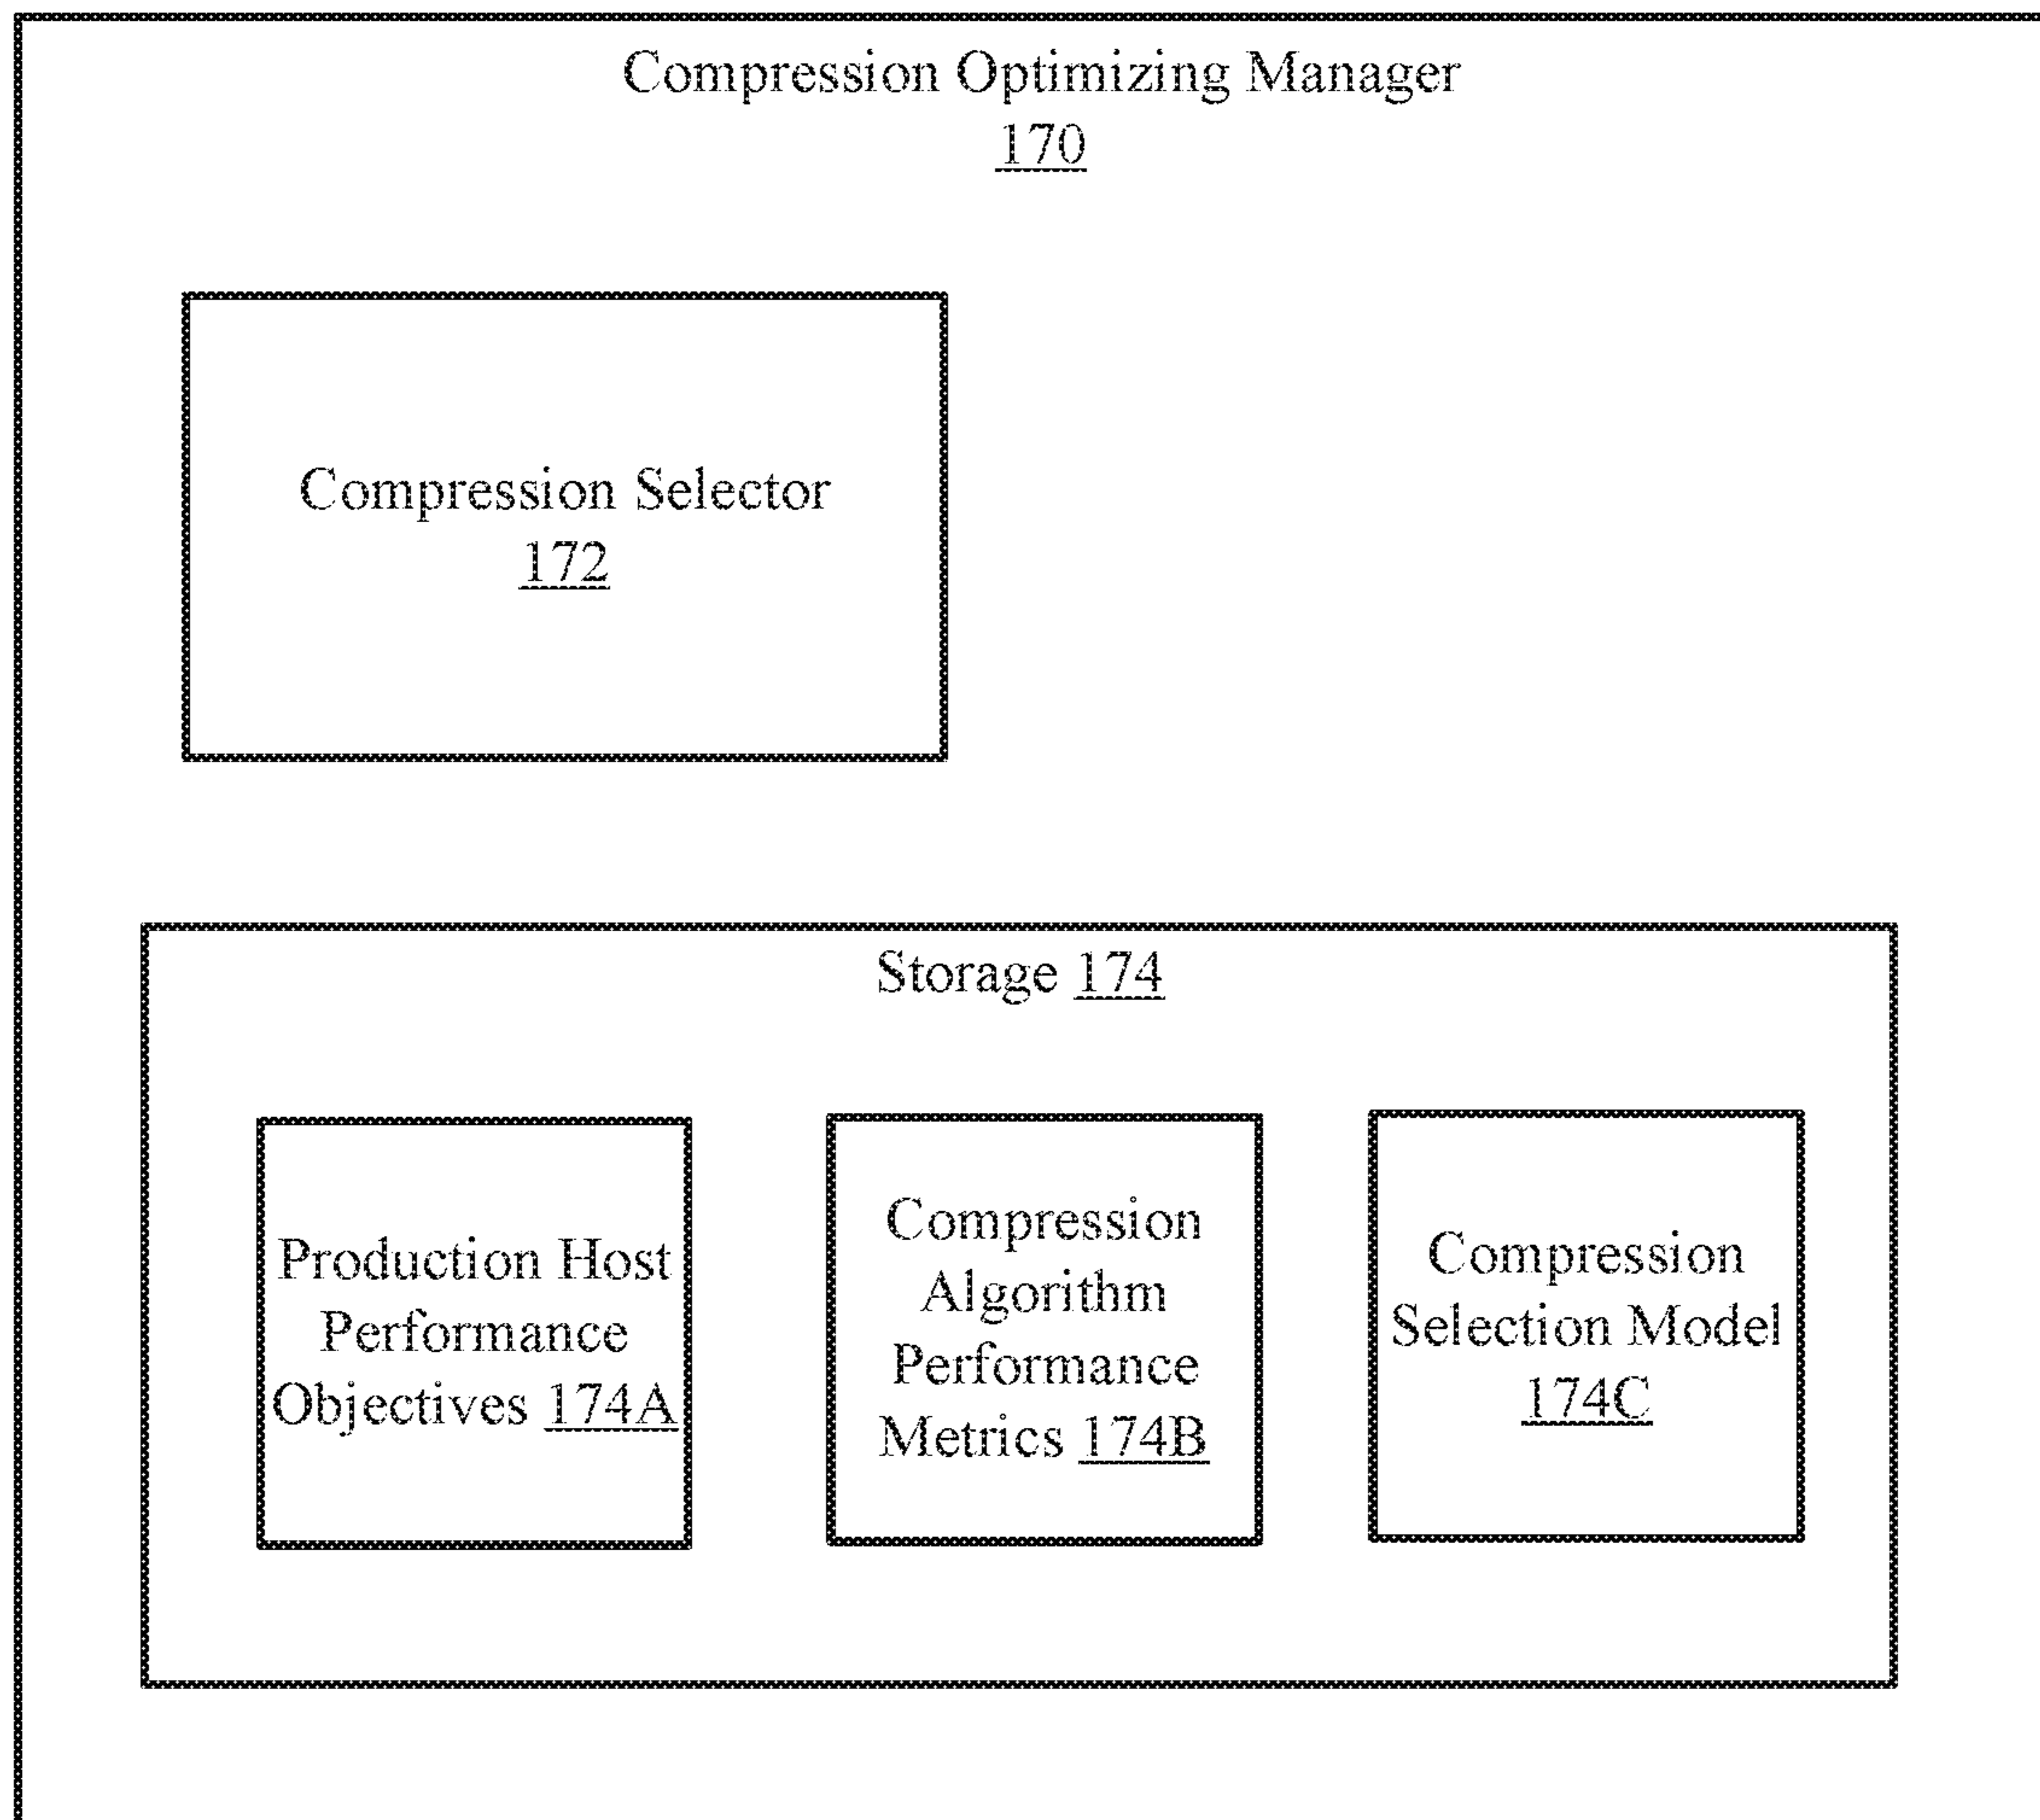 Compression Optimizing Manager
170
Compression Selector
172
Storage 174
Production Host
Performance
Objectives 174A
Compression
Algorithm
Performance
Metrics 174B
Compression
Selection Model
174C